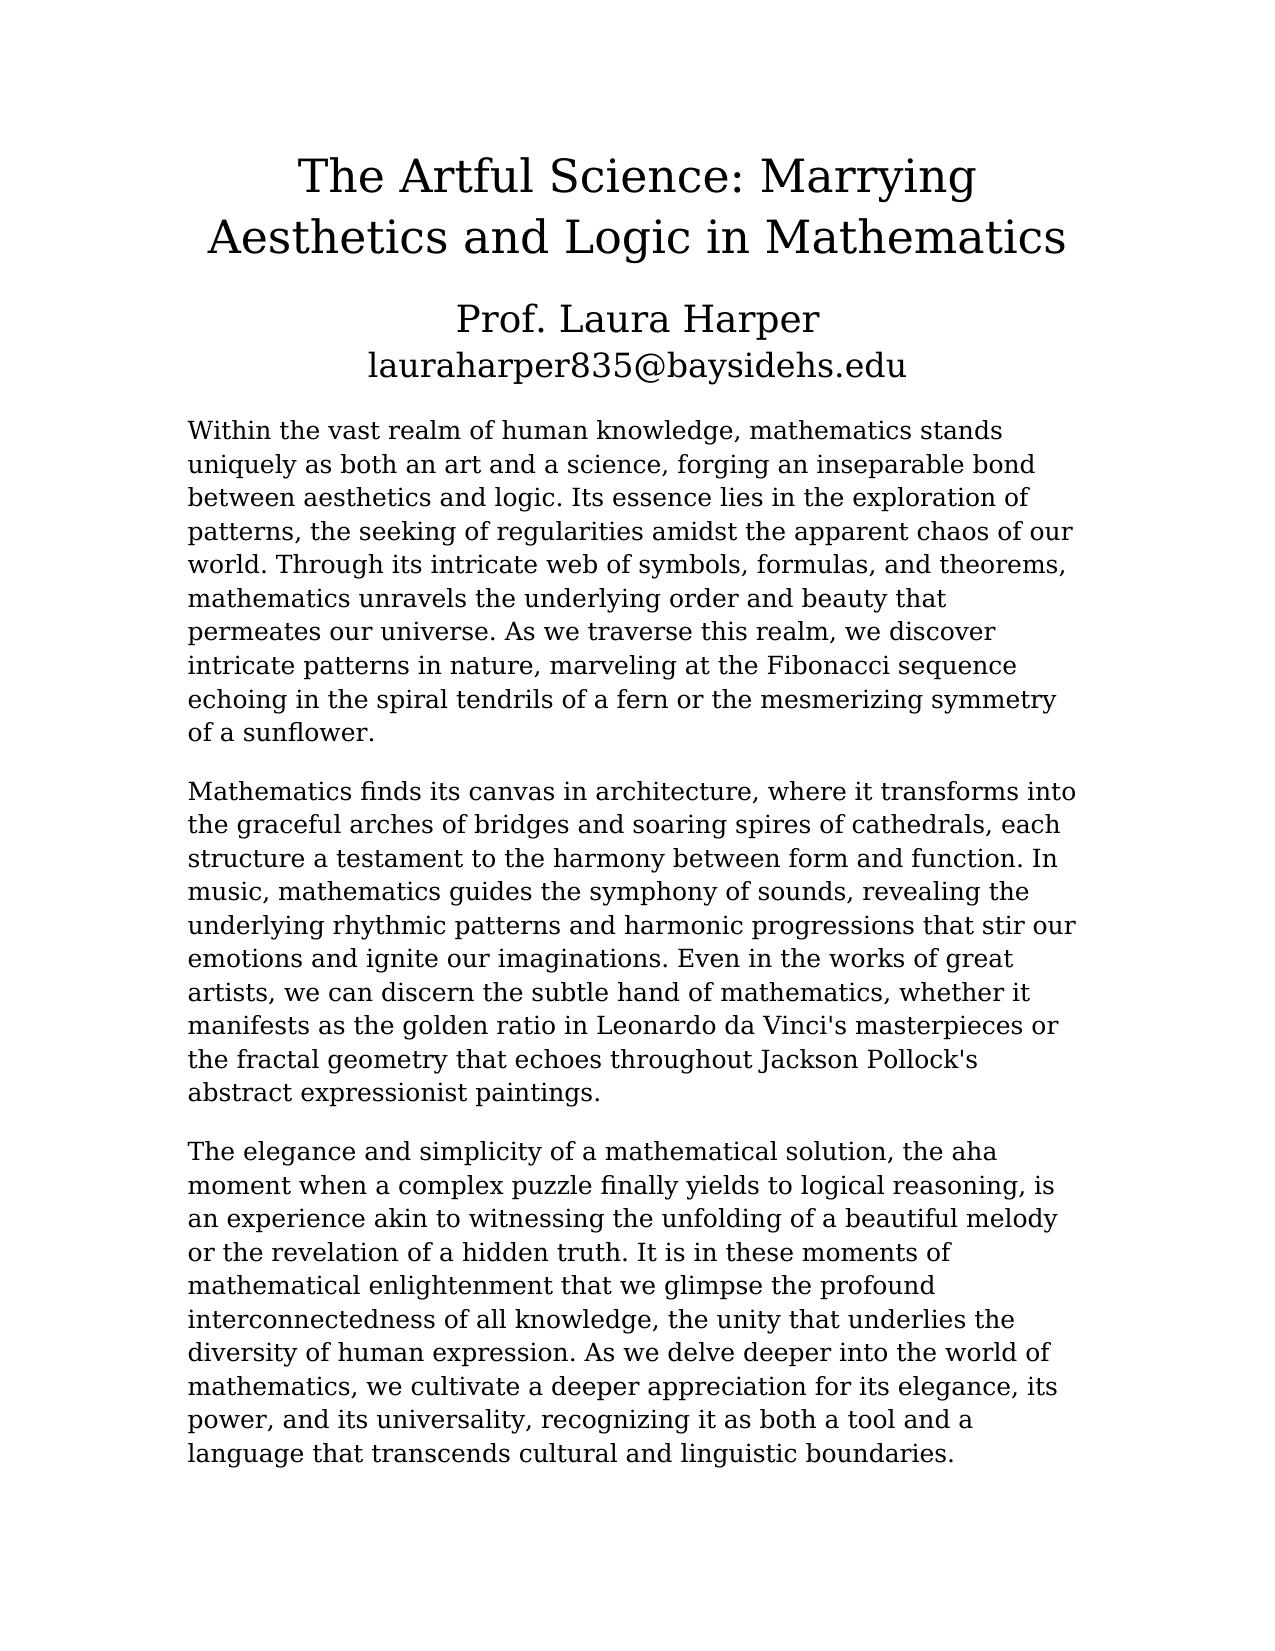 The Artful Science: Marrying
Aesthetics and Logic in Mathematics
Prof. Laura Harper
lauraharper835@baysidehs.edu
Within the vast realm of human knowledge, mathematics stands
uniquely as both an art and a science, forging an inseparable bond
between aesthetics and logic. Its essence lies in the exploration of
patterns, the seeking of regularities amidst the apparent chaos of our
world. Through its intricate web of symbols, formulas, and theorems,
mathematics unravels the underlying order and beauty that
permeates our universe. As we traverse this realm, we discover
intricate patterns in nature, marveling at the Fibonacci sequence
echoing in the spiral tendrils of a fern or the mesmerizing symmetry
of a sunflower.
Mathematics finds its canvas in architecture, where it transforms into
the graceful arches of bridges and soaring spires of cathedrals, each
structure a testament to the harmony between form and function. In
music, mathematics guides the symphony of sounds, revealing the
underlying rhythmic patterns and harmonic progressions that stir our
emotions and ignite our imaginations. Even in the works of great
artists, we can discern the subtle hand of mathematics, whether it
manifests as the golden ratio in Leonardo da Vinci's masterpieces or
the fractal geometry that echoes throughout Jackson Pollock's
abstract expressionist paintings.
The elegance and simplicity of a mathematical solution, the aha
moment when a complex puzzle finally yields to logical reasoning, is
an experience akin to witnessing the unfolding of a beautiful melody
or the revelation of a hidden truth. It is in these moments of
mathematical enlightenment that we glimpse the profound
interconnectedness of all knowledge, the unity that underlies the
diversity of human expression. As we delve deeper into the world of
mathematics, we cultivate a deeper appreciation for its elegance, its
power, and its universality, recognizing it as both a tool and a
language that transcends cultural and linguistic boundaries.